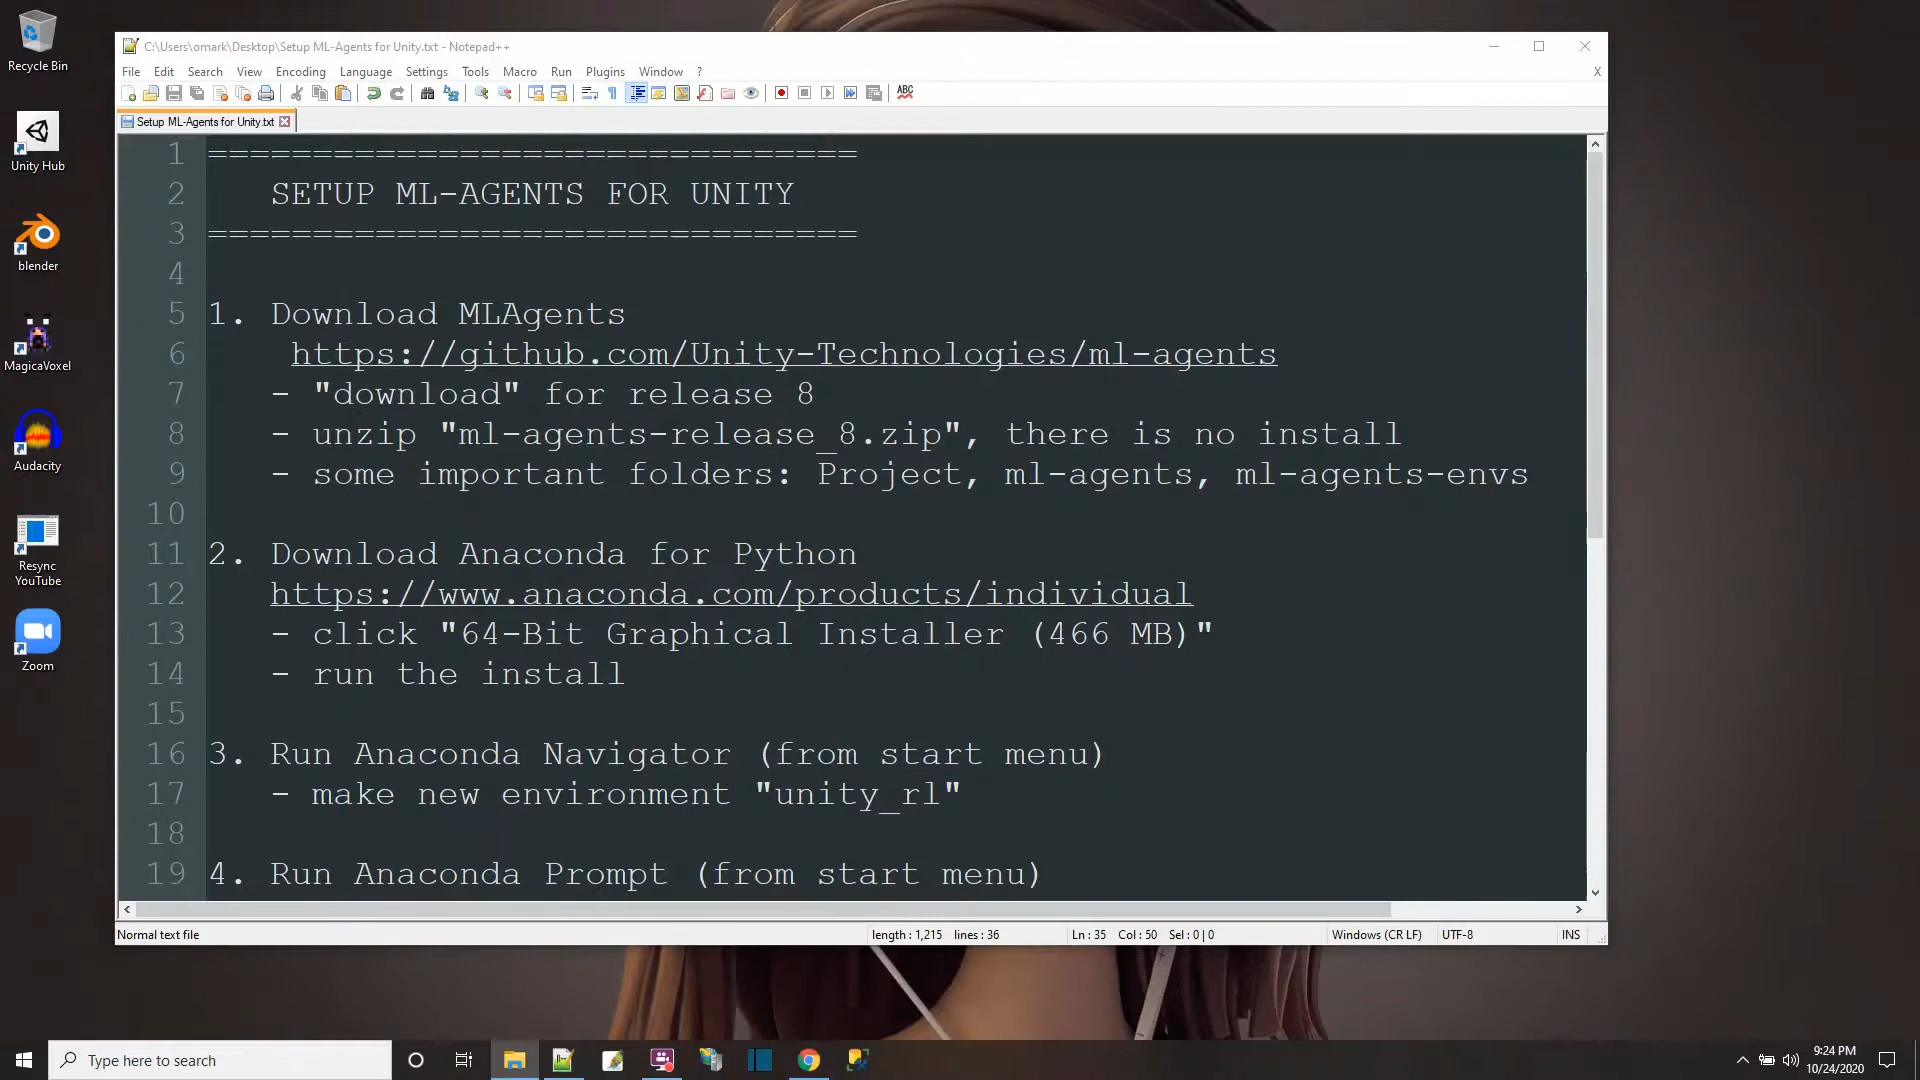 Recycle Bin
Unity Hub
blender
MagicaVoxel
Audacity
Resync
YouTube
Zoom
C:\Users\omark\Desktop\Setup ML-Agents for Unity.txt - Notepad++
File Edit Search View Encoding Language Settings Tools Macro Run Plugins Window ? X
ABC
Setup ML-Agents for Unity.txt
1 ===============================
2 SETUP ML-AGENTS FOR UNITY
3 ===============================
4
5 1. Download MLAgents
6 https://github.com/Unity-Technologies/ml-agents
7 - "download" for release 8
8 - unzip "ml-agents-release_8.zip", there is no install
9 - some important folders: Project, ml-agents, ml-agents-envs
10
11 2. Download Anaconda for Python
12 https://www.anaconda.com/products/individual
13 - click "64-Bit Graphical Installer (466 MB)"
14 - run the install
15
16 3. Run Anaconda Navigator (from start menu)
17 - make new environment "unity_rl"
18
19 4. Run Anaconda Prompt (from start menu)
Normal text file length : 1,215 lines : 36 Ln : 35 Col : 50 Sel : 0 | 0 Windows (CR LF) UTF-8 INS
Type here to search
9:24 PM
10/24/2020